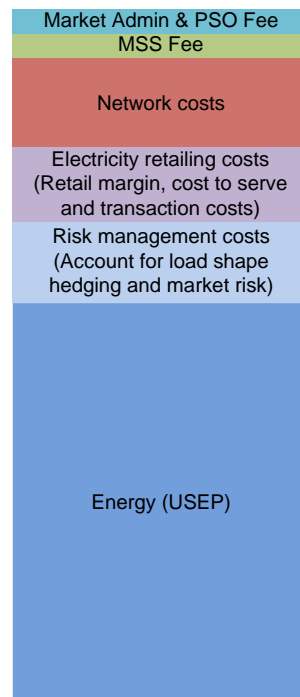 Market Admin & PSO Fee
MSS Fee
Network costs
Electricity retailing costs
(Retail margin, cost to serve
and transaction costs)
Risk management costs
(Account for load shape
hedging and market risk)
Energy (USEP)